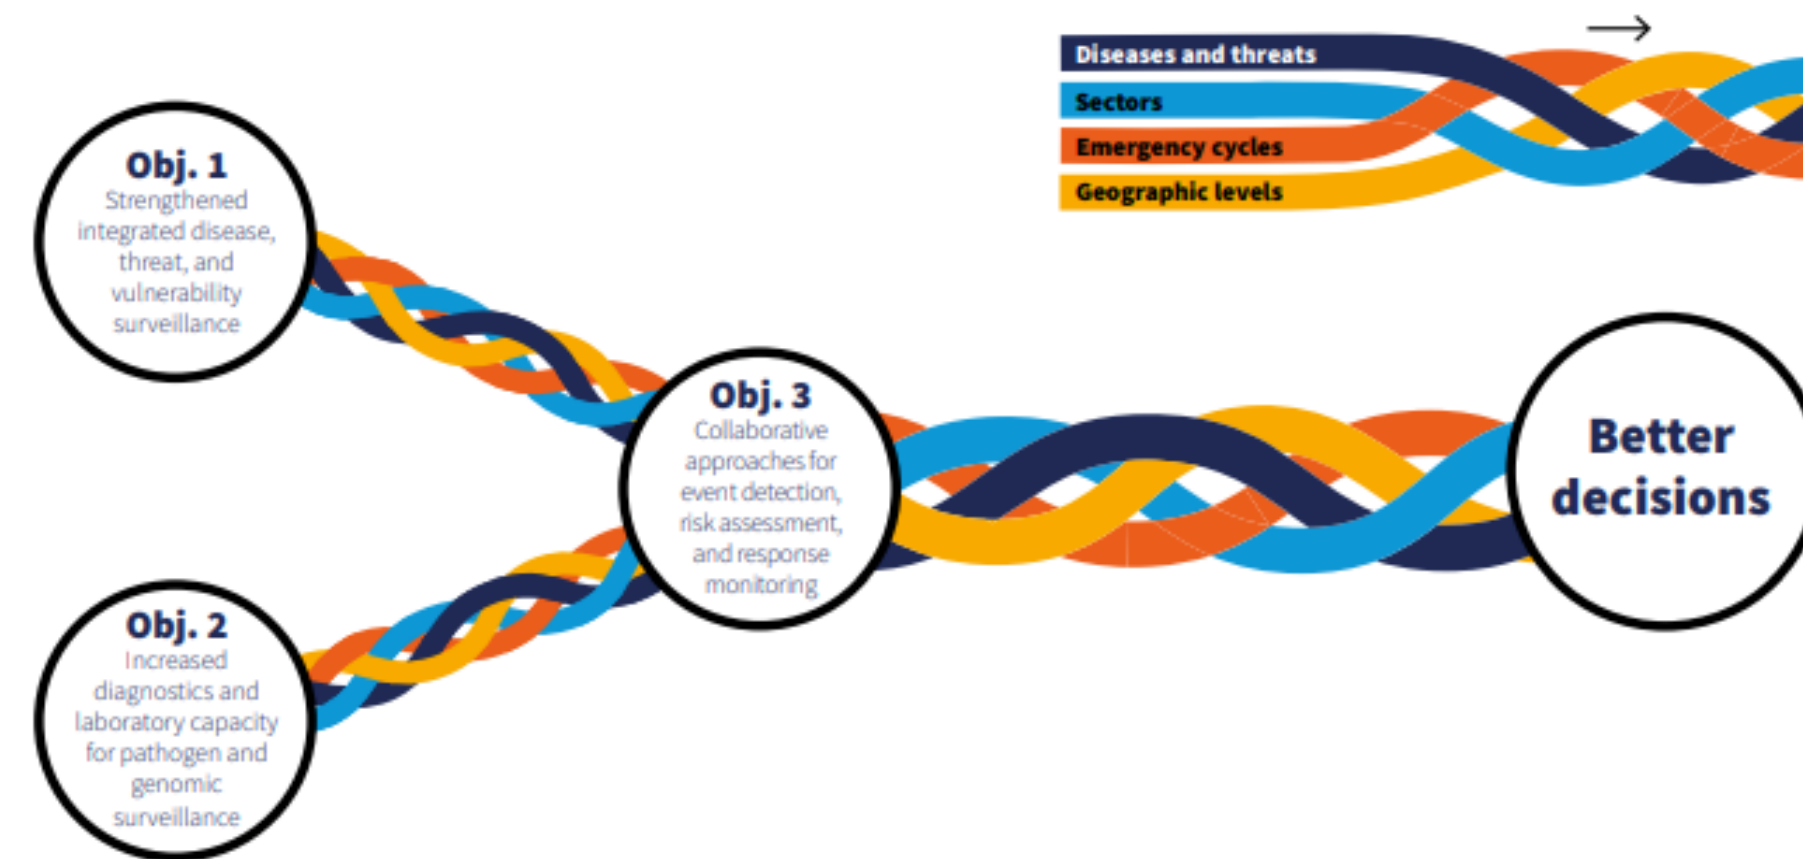 Diseases and threats
Sectors
Emergency cycles
Geographic levels
Obj. 1
Strengthened
integrated disease,
threat, and
vulnerability
surveillance
Obj. 3
Collaborative
approaches for
event detection,
risk assessment,
and response
monitoring
Better
decisions
Obj. 2
Increased
diagnostics and
laboratory capacity
for pathogen and
genomic
surveillance